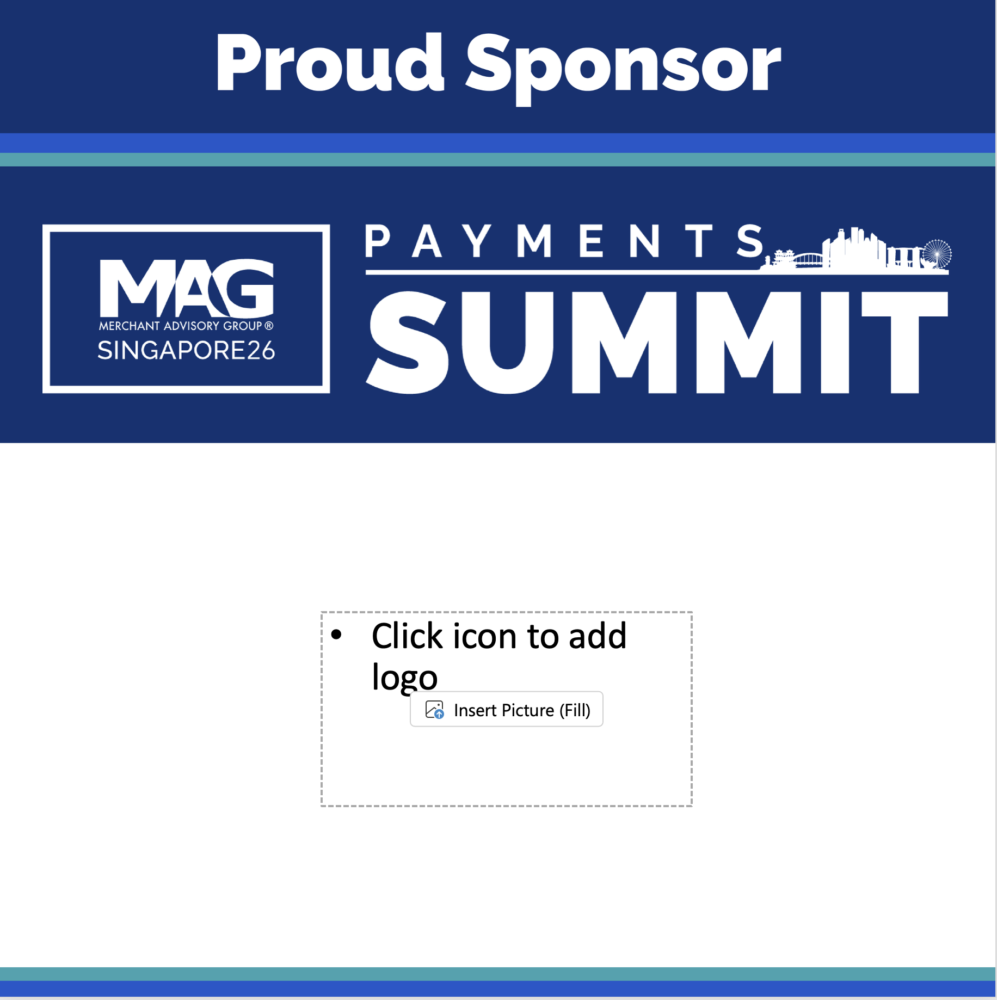 Proud Sponsor
PAYMENTS
SUMMIT
MAG
MERCHANT ADVISORY GROUP®
SINGAPORE26
• Click icon to add
logo
Insert Picture (Fill)